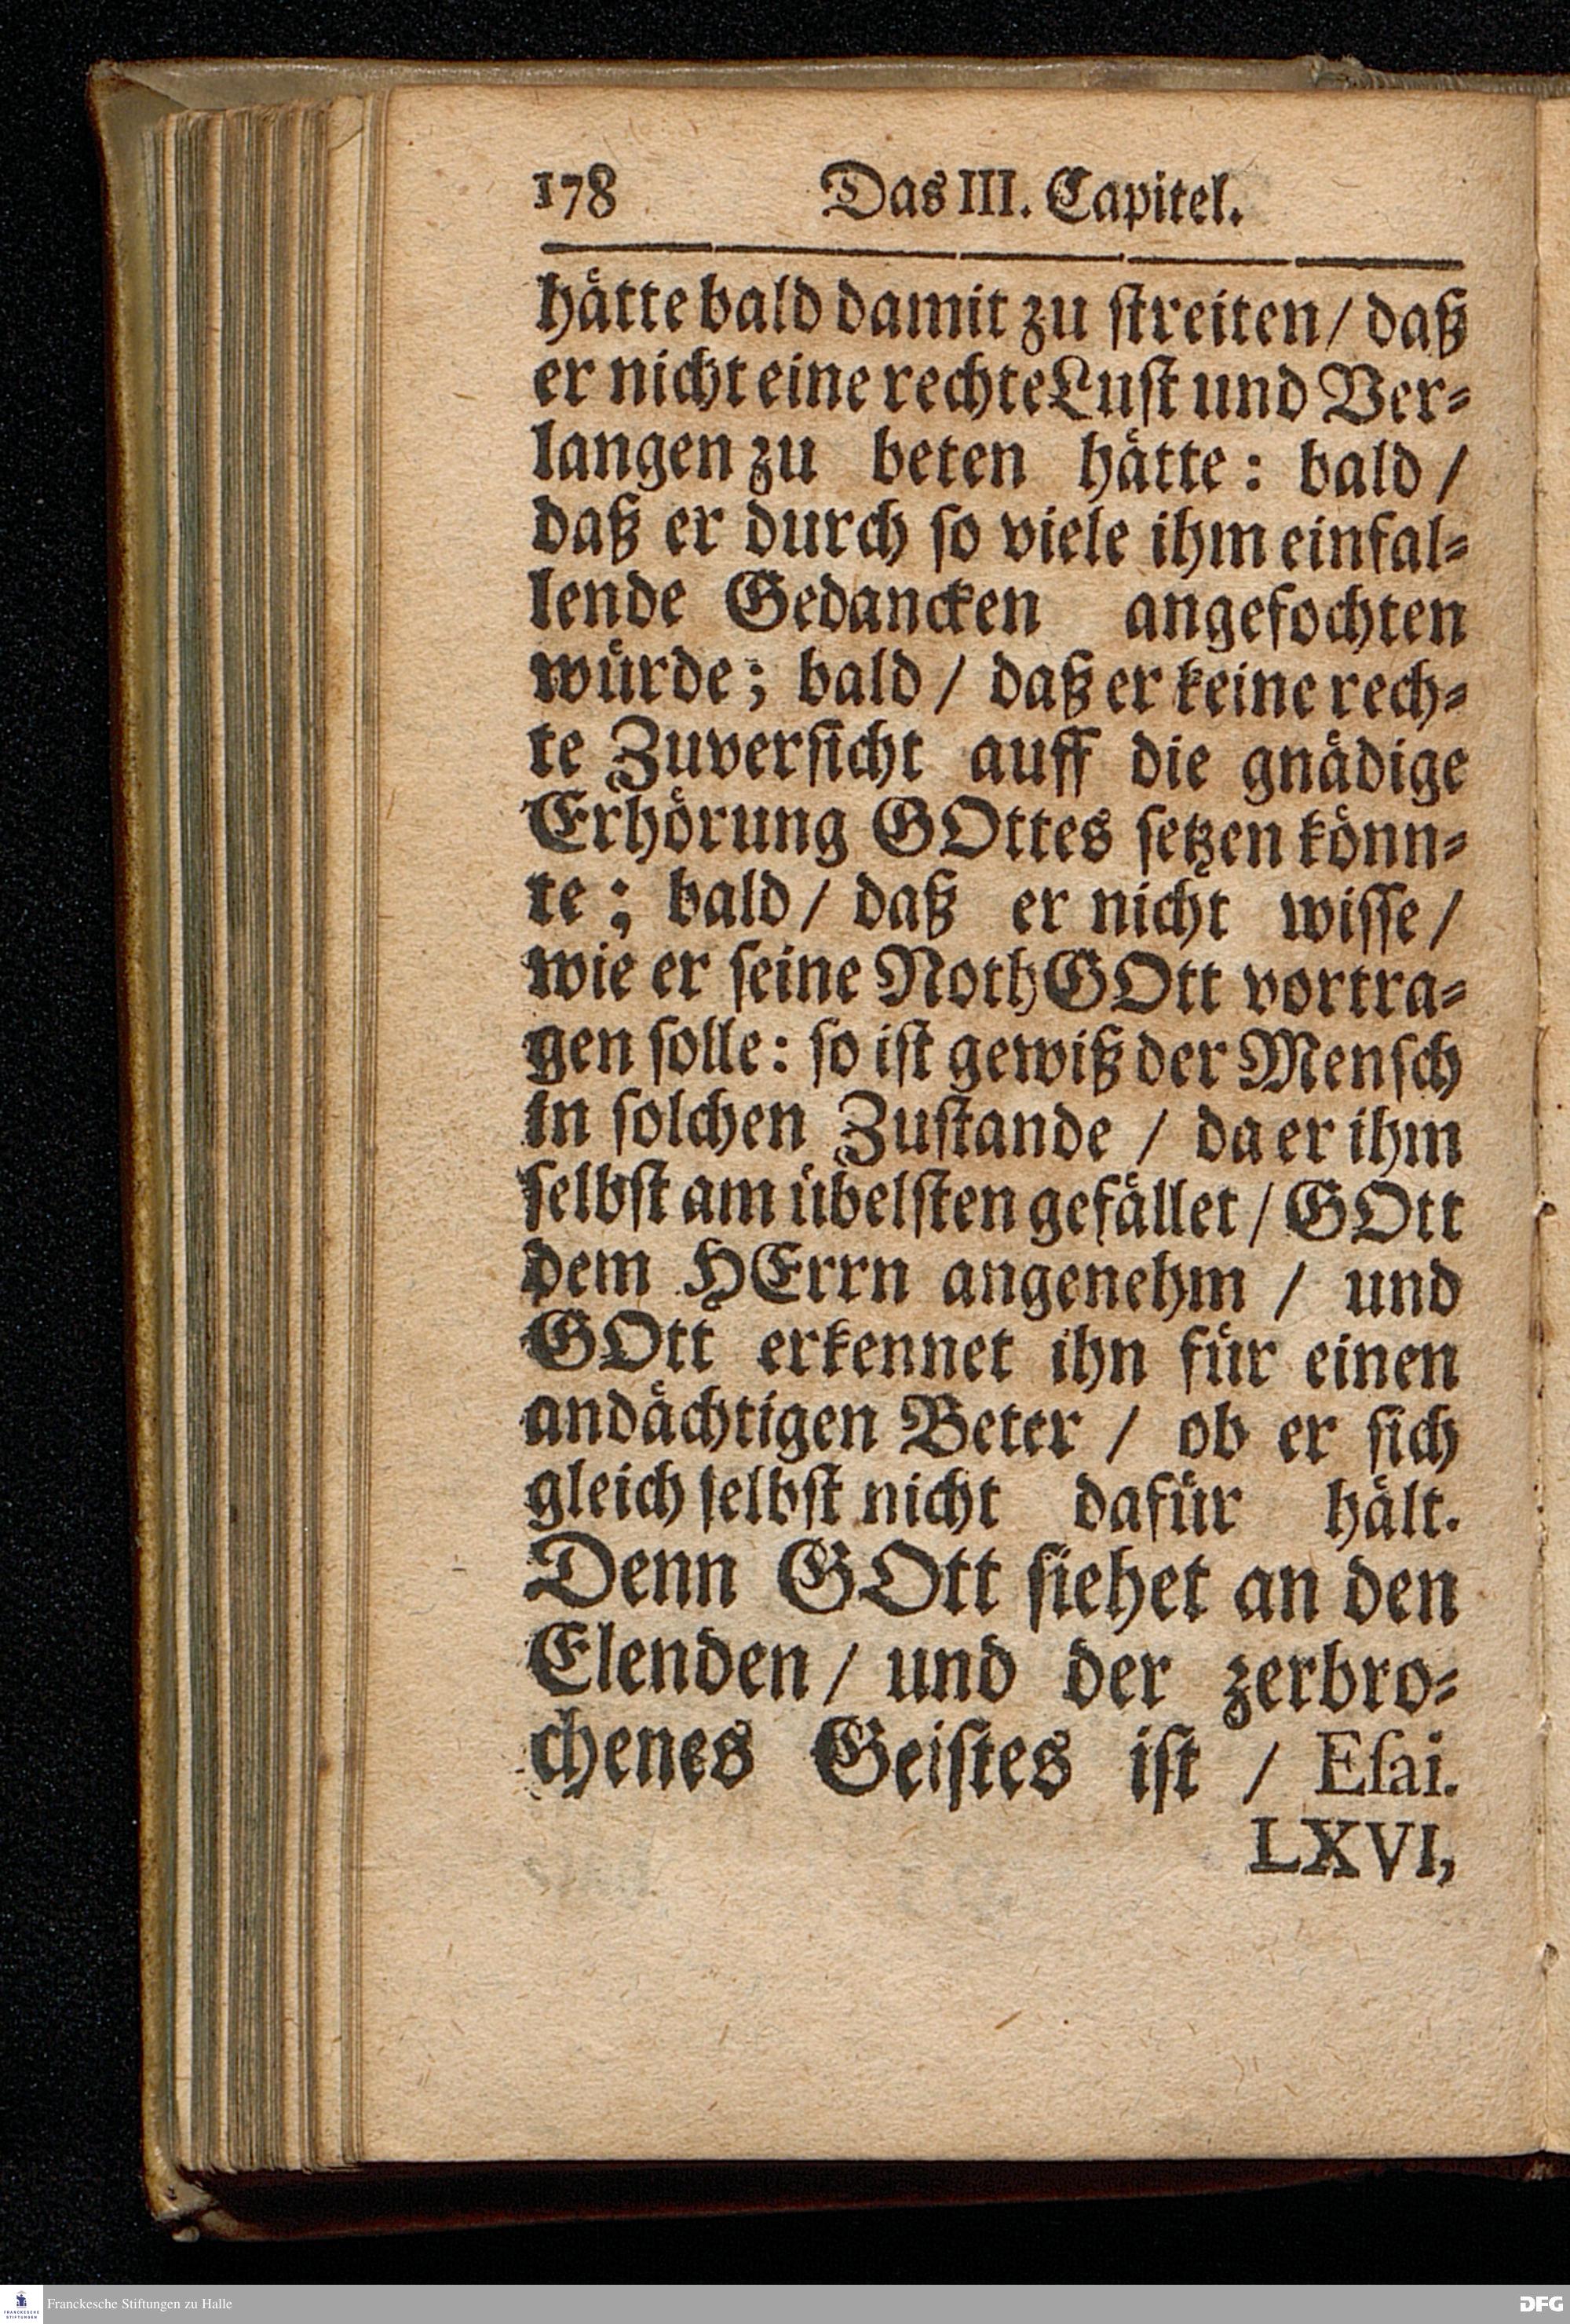 178 Das III. Capitel.
hätte bald damit zu ſtreiten / daß
er nicht eine rechte Luſt und Ver⸗
langen zu beten hätte: bald /
daß er durch ſo viele ihm einfal⸗
lende Gedancken angefochten
würde; bald / daß er keine rech⸗
te Zuverſicht auff die gnädige
Erhörung GOttes ſetzen könn⸗
te; bald / daß er nicht wiſſe /
wie er ſeine Noth GOtt vortra⸗
gen ſolle: ſo iſt gewiß der Menſch
in ſolchen Zuſtande / da er ihm
ſelbſt am übelſten gefället / GOtt
dem HErrn angenehm / und
GOtt erkennet ihn für einen
andächtigen Beter / ob er ſich
gleich ſelbſt nicht dafür hält.
Denn GOtt ſiehet an den
Elenden / und der zerbro⸗
chenes Geiſtes iſt / Eſai.
LXVI,
FRANCKESCHE
STIFTUNGEN
Franckesche Stiftungen zu Halle
DFG